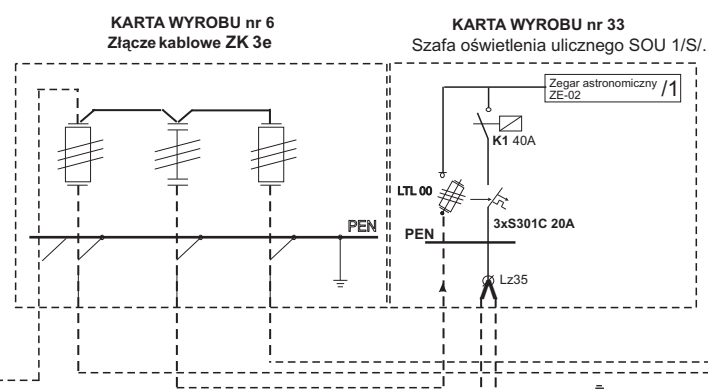 KARTA WYROBU nr 6
Złącze kablowe ZK 3e
KARTA WYROBU nr 33
Szafa oświetlenia ulicznego SOU 1/S/.
Zegar astronomiczny /1
ZE-02
K1 40A
LTL 00
3xS301C 20A
PEN
PEN
Lz35